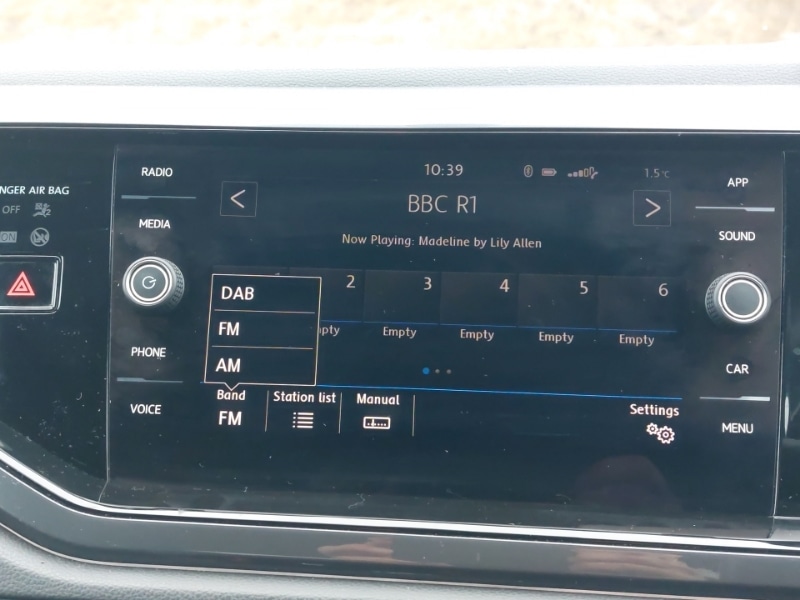 NGER AIR BAG
OFF
ON
RADIO
MEDIA
PHONE
VOICE
10:39
1.5°C
<
BBC R1
>
Now Playing: Madeline by Lily Allen
2 3 4 5 6
pty Empty Empty Empty Empty
DAB
FM
AM
Band
FM
Station list
Manual
Settings
APP
SOUND
CAR
MENU